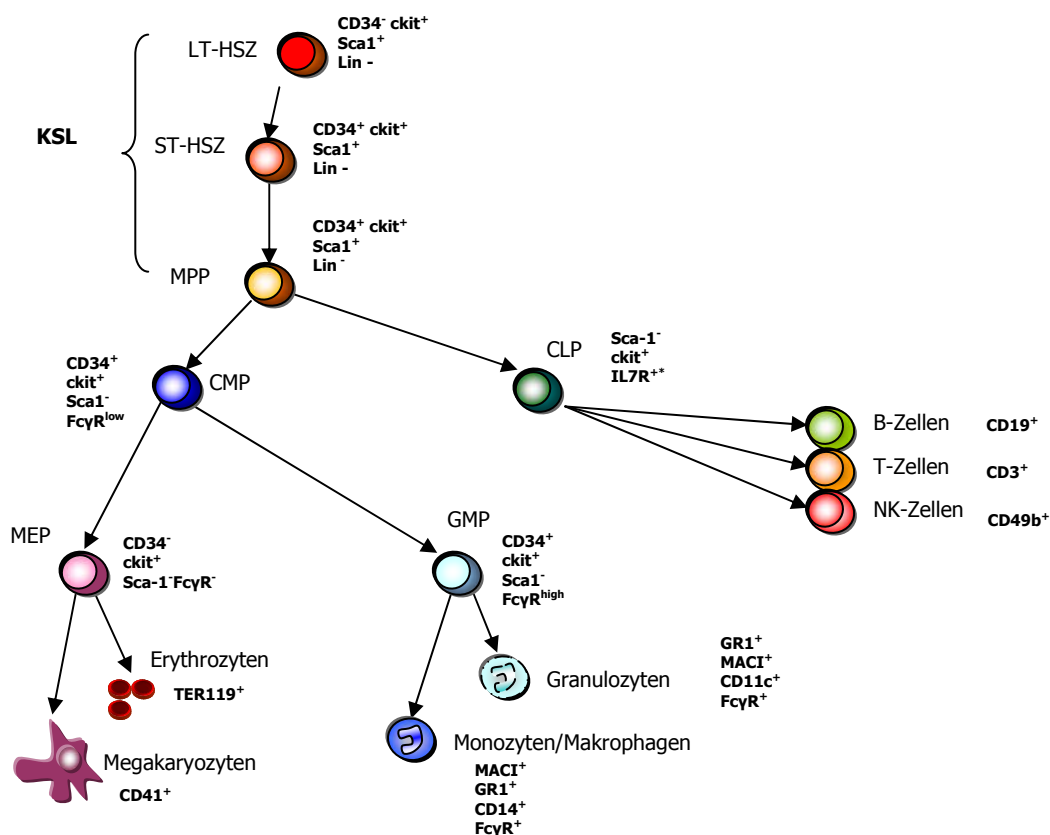 LT-HSZ
CD34⁻ ckit⁺
Sca1⁺
Lin -
KSL
ST-HSZ
CD34⁺ ckit⁺
Sca1⁺
Lin -
MPP
CD34⁺ ckit⁺
Sca1⁺
Lin ⁻
CD34⁺
ckit⁺
Sca1⁻
FcγR^low
CMP
CLP
Sca-1⁻
ckit⁺
IL7R⁺*
B-Zellen CD19⁺
T-Zellen CD3⁺
NK-Zellen CD49b⁺
MEP
CD34⁻
ckit⁺
Sca-1⁻FcγR⁻
GMP
CD34⁺
ckit⁺
Sca1⁻
FcγR^high
Erythrozyten
TER119⁺
Granulozyten
GR1⁺
MACI⁺
CD11c⁺
FcγR⁺
Megakaryozyten
CD41⁺
Monozyten/Makrophagen
MACI⁺
GR1⁺
CD14⁺
FcγR⁺